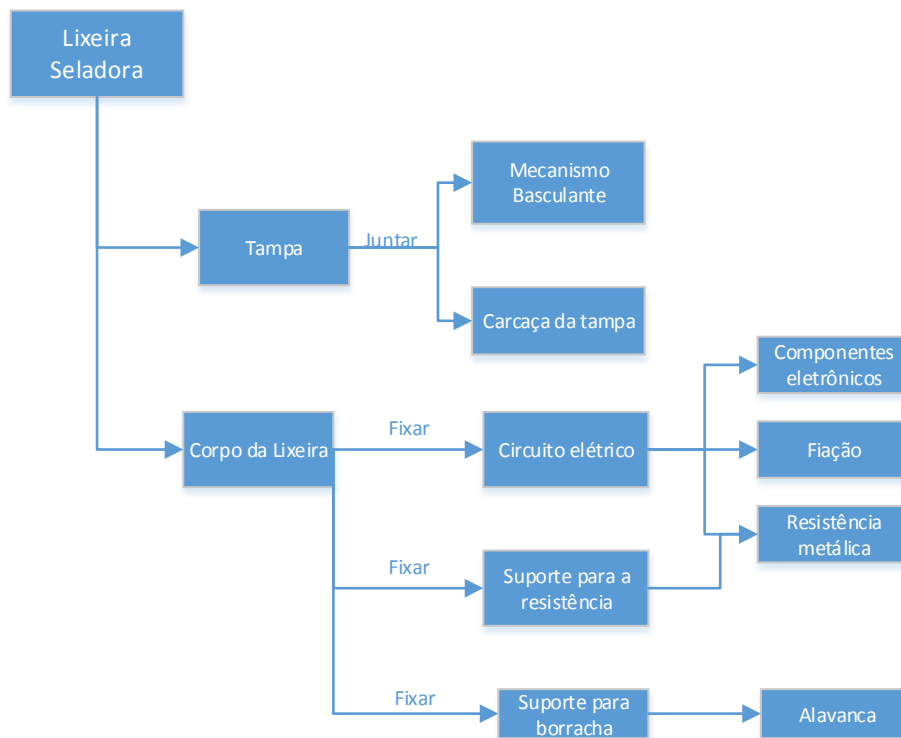 Lixeira
Seladora
Mecanismo
Basculante
Tampa
Juntar
Carcaça da tampa
Componentes
eletrônicos
Corpo da Lixeira
Fixar
Circuito elétrico
Fiação
Resistência
metálica
Fixar
Suporte para a
resistência
Fixar
Suporte para
borracha
Alavanca